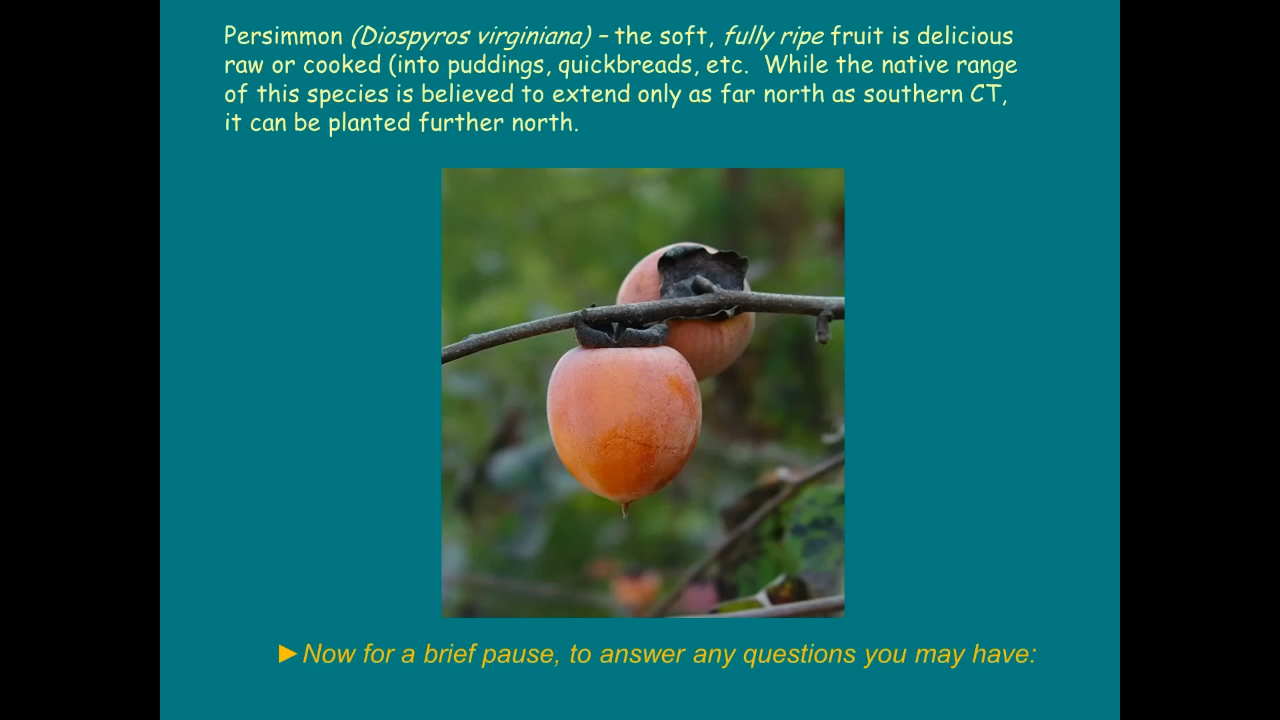 Persimmon (Diospyros virginiana) – the soft, fully ripe fruit is delicious
raw or cooked (into puddings, quickbreads, etc.  While the native range
of this species is believed to extend only as far north as southern CT,
it can be planted further north.
►Now for a brief pause, to answer any questions you may have: